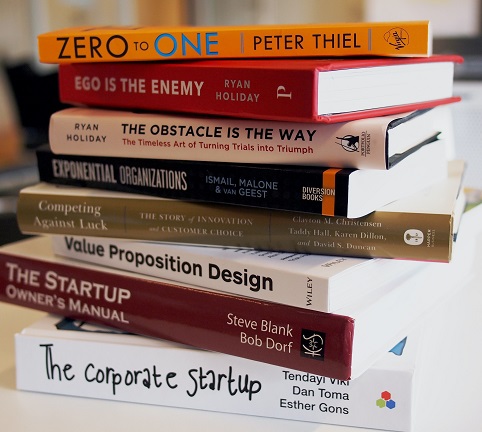 ZERO TO ONE | PETER THIEL |
EGO IS THE ENEMY RYAN HOLIDAY P
RYAN HOLIDAY THE OBSTACLE IS THE WAY
The Timeless Art of Turning Trials into Triumph
EXPONENTIAL ORGANIZATIONS ISMAIL, MALONE & VAN GEEST DIVERSION BOOKS
Competing Against Luck
THE STORY OF INNOVATION
and CUSTOMER CHOICE
Clayton M. Christensen
Taddy Hall, Karen Dillon,
and David S. Duncan
Value Proposition Design WILEY
THE STARTUP
OWNER'S MANUAL
Steve Blank
Bob Dorf
K&S
The corporate startup
Tendayi Viki
Dan Toma
Esther Gons